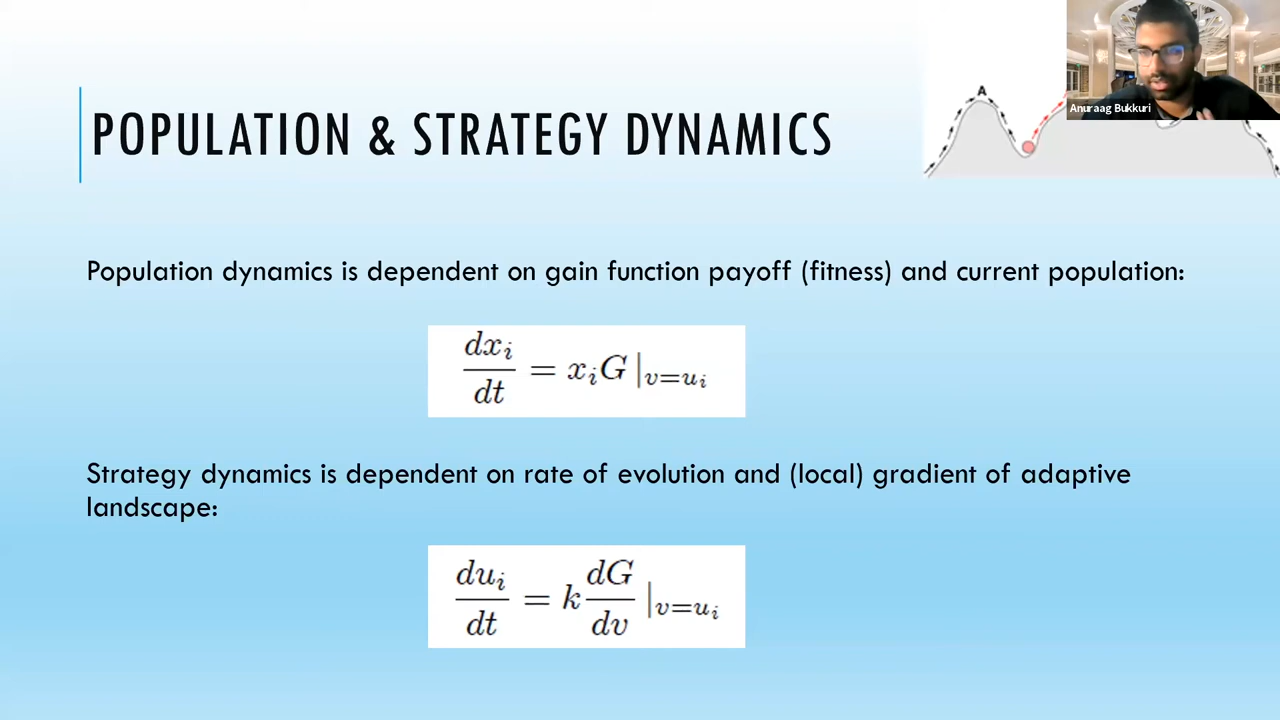 POPULATION & STRATEGY DYNAMICS
A
Anuraag Bukkuri
Population dynamics is dependent on gain function payoff (fitness) and current population:
dx_i/dt = x_i G |_{v=u_i}
Strategy dynamics is dependent on rate of evolution and (local) gradient of adaptive
landscape:
du_i/dt = k dG/dv |_{v=u_i}